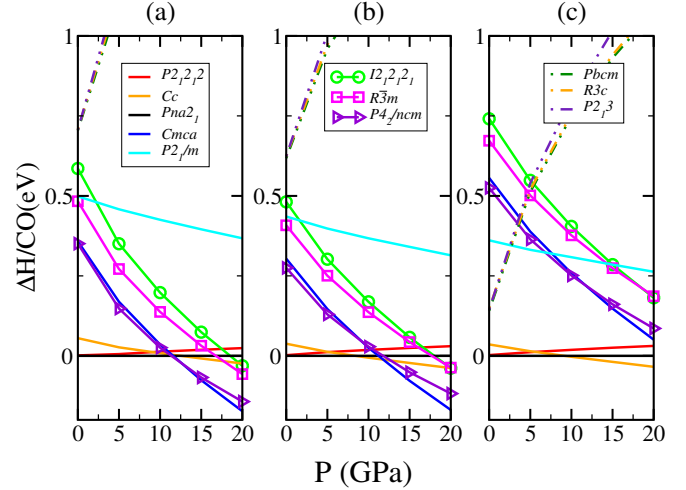 (a) (b) (c)
ΔH/CO(eV)
1 1 1
0.5 0.5 0.5
0 0 0
P2₁2₁2
Cc
Pna2₁
Cmca
P2₁/m
I2₁2₁2₁
R3̅m
P4₂/ncm
Pbcm
R3c
P2₁3
0 5 10 15 20 0 5 10 15 20 0 5 10 15 20
P (GPa)